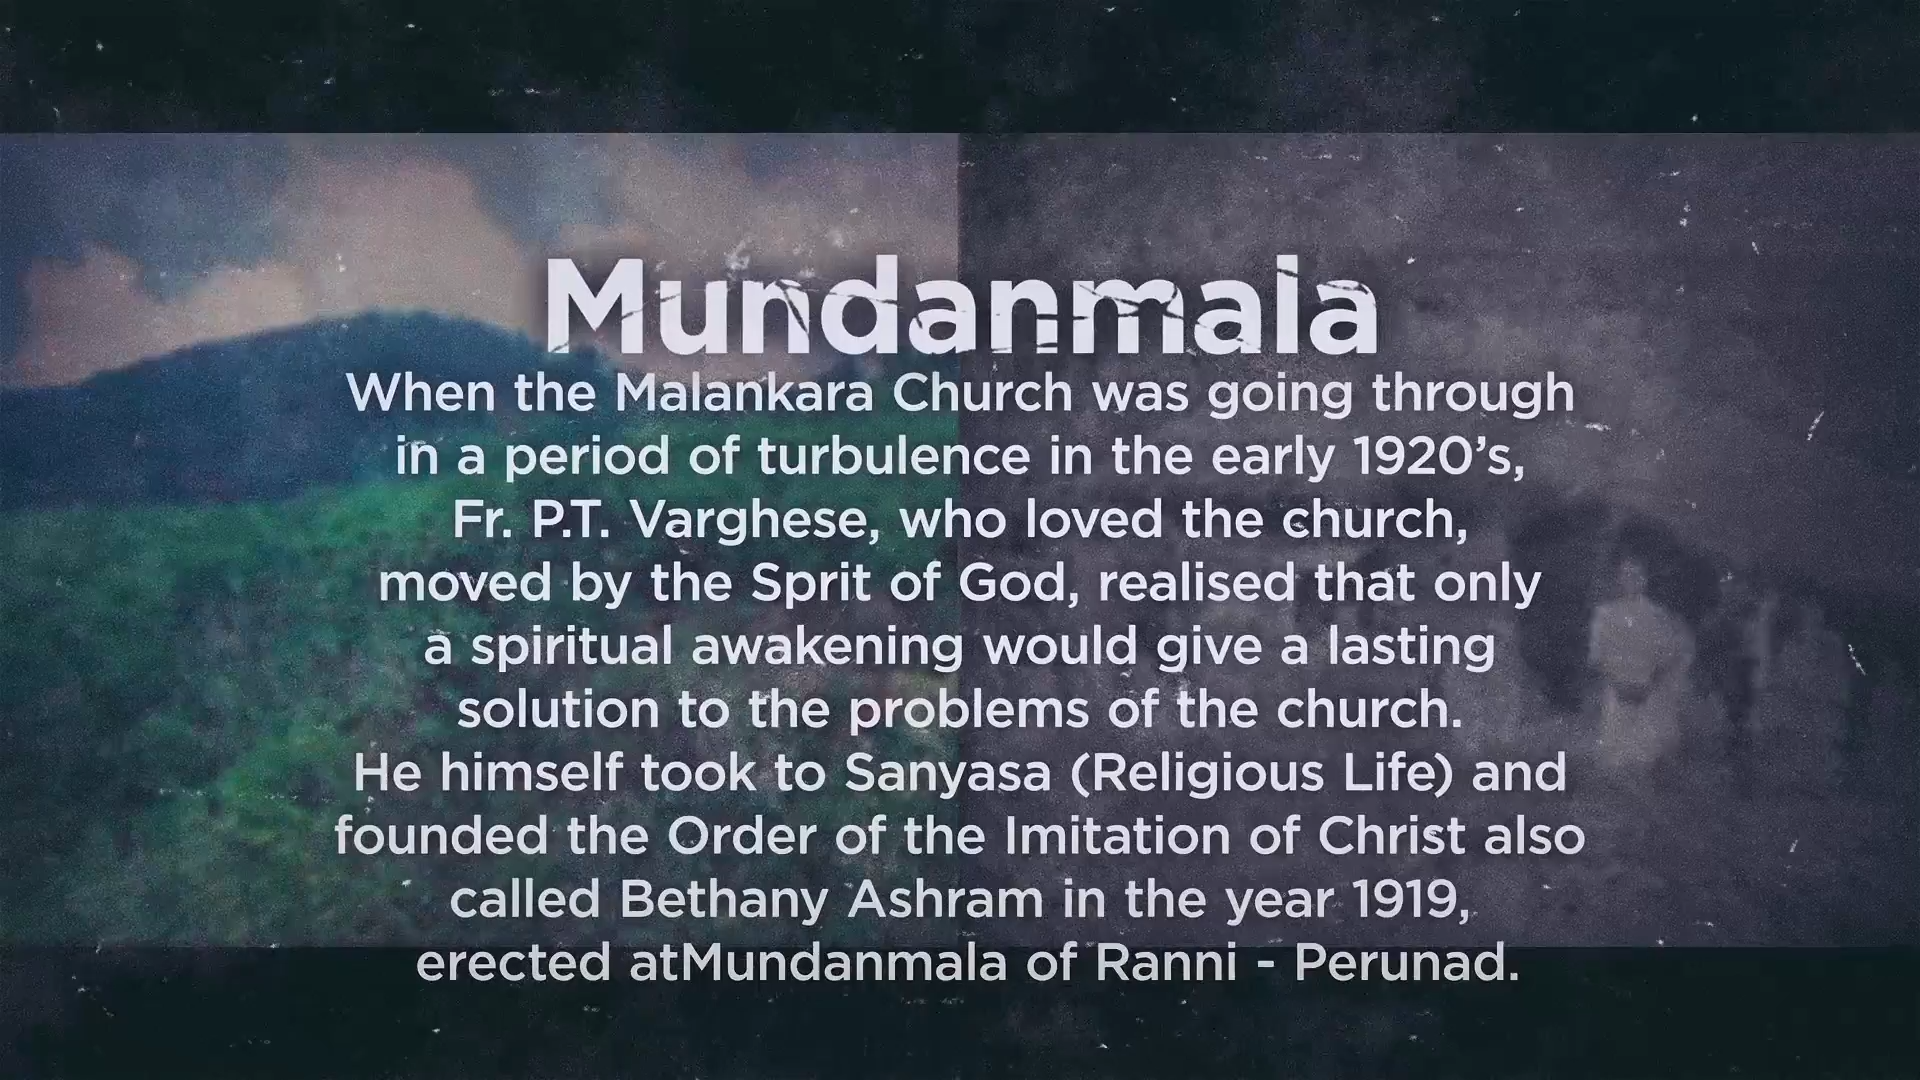 Mundanmala
When the Malankara Church was going through
in a period of turbulence in the early 1920’s,
Fr. P.T. Varghese, who loved the church,
moved by the Sprit of God, realised that only
a spiritual awakening would give a lasting
solution to the problems of the church.
He himself took to Sanyasa (Religious Life) and
founded the Order of the Imitation of Christ also
called Bethany Ashram in the year 1919,
erected atMundanmala of Ranni - Perunad.